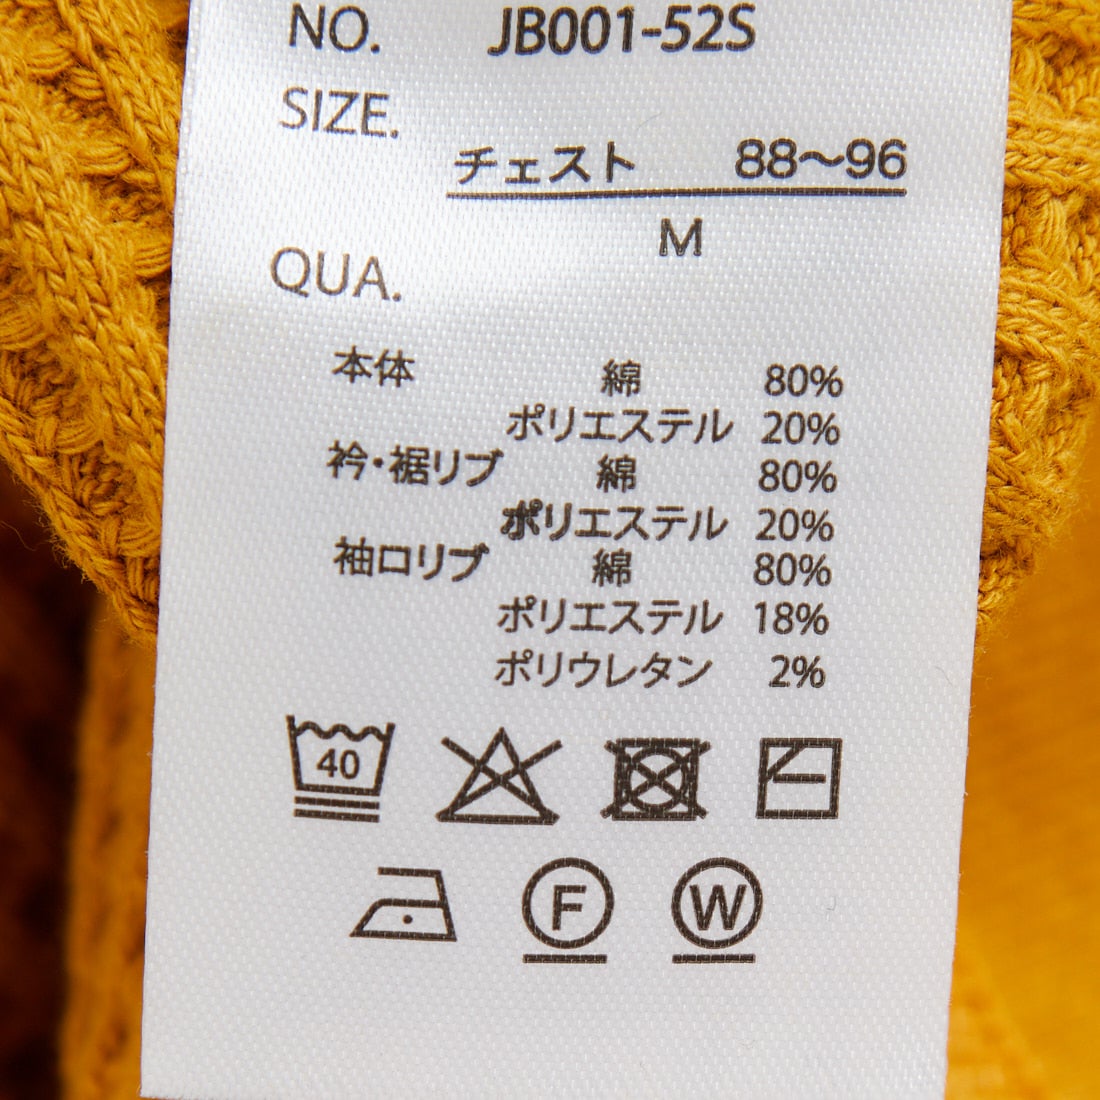 NO. JB001-52S
SIZE.
チェスト 88〜96
M
QUA.
本体 綿 80%
ポリエステル 20%
衿・裾リブ 綿 80%
ポリエステル 20%
袖口リブ 綿 80%
ポリエステル 18%
ポリウレタン 2%
40
F W